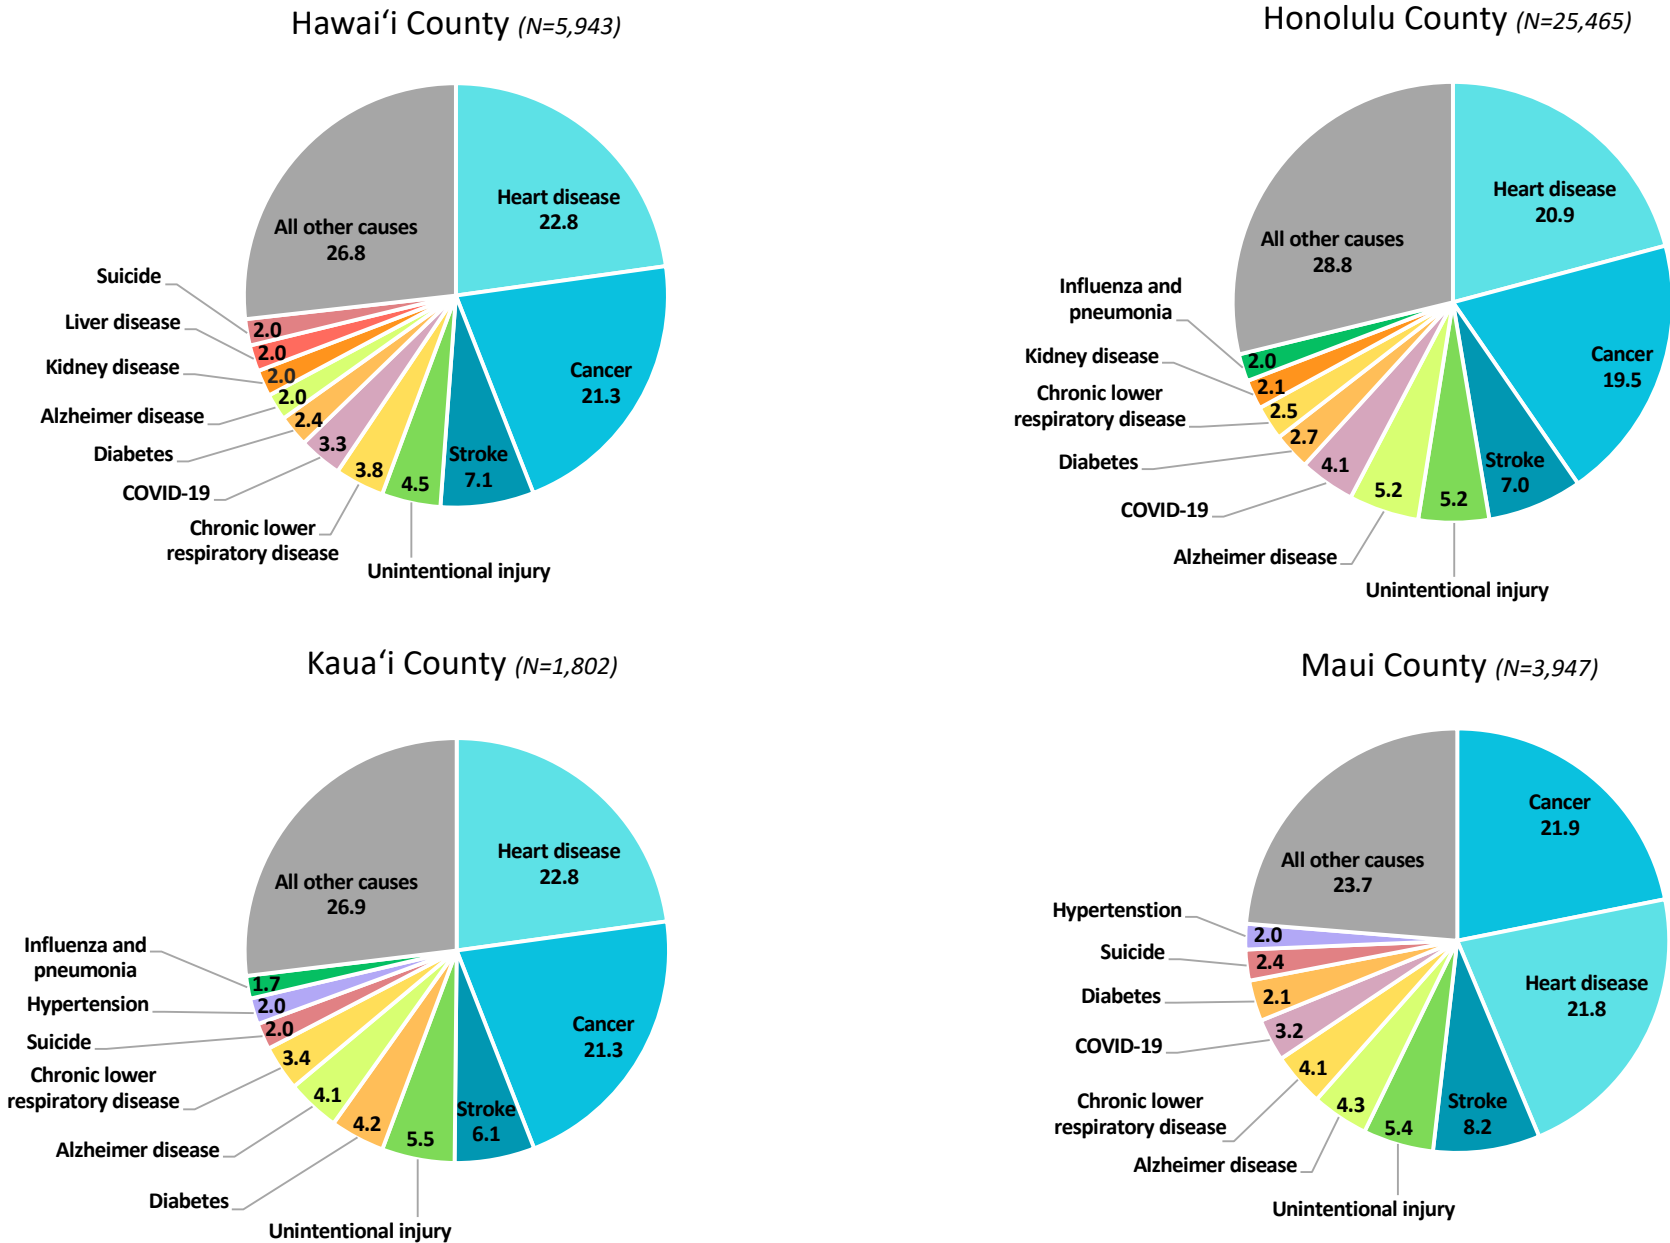 Hawaiʻi County (N=5,943)
Heart disease
22.8
Cancer
21.3
Stroke
7.1
Unintentional injury
4.5
Chronic lower
respiratory disease
3.8
COVID-19
3.3
Diabetes
2.4
Alzheimer disease
2.0
Kidney disease
2.0
Liver disease
2.0
Suicide
2.0
All other causes
26.8
Honolulu County (N=25,465)
Heart disease
20.9
Cancer
19.5
Stroke
7.0
Unintentional injury
5.2
Alzheimer disease
5.2
COVID-19
4.1
Diabetes
2.7
Chronic lower
respiratory disease
2.5
Kidney disease
2.1
Influenza and
pneumonia
2.0
All other causes
28.8
Kauaʻi County (N=1,802)
Heart disease
22.8
Cancer
21.3
Stroke
6.1
Unintentional injury
5.5
Diabetes
4.2
Alzheimer disease
4.1
Chronic lower
respiratory disease
3.4
Suicide
2.0
Hypertension
2.0
Influenza and
pneumonia
1.7
All other causes
26.9
Maui County (N=3,947)
Cancer
21.9
Heart disease
21.8
Stroke
8.2
Unintentional injury
5.4
Alzheimer disease
4.3
Chronic lower
respiratory disease
4.1
COVID-19
3.2
Diabetes
2.1
Suicide
2.4
Hypertenstion
2.0
All other causes
23.7